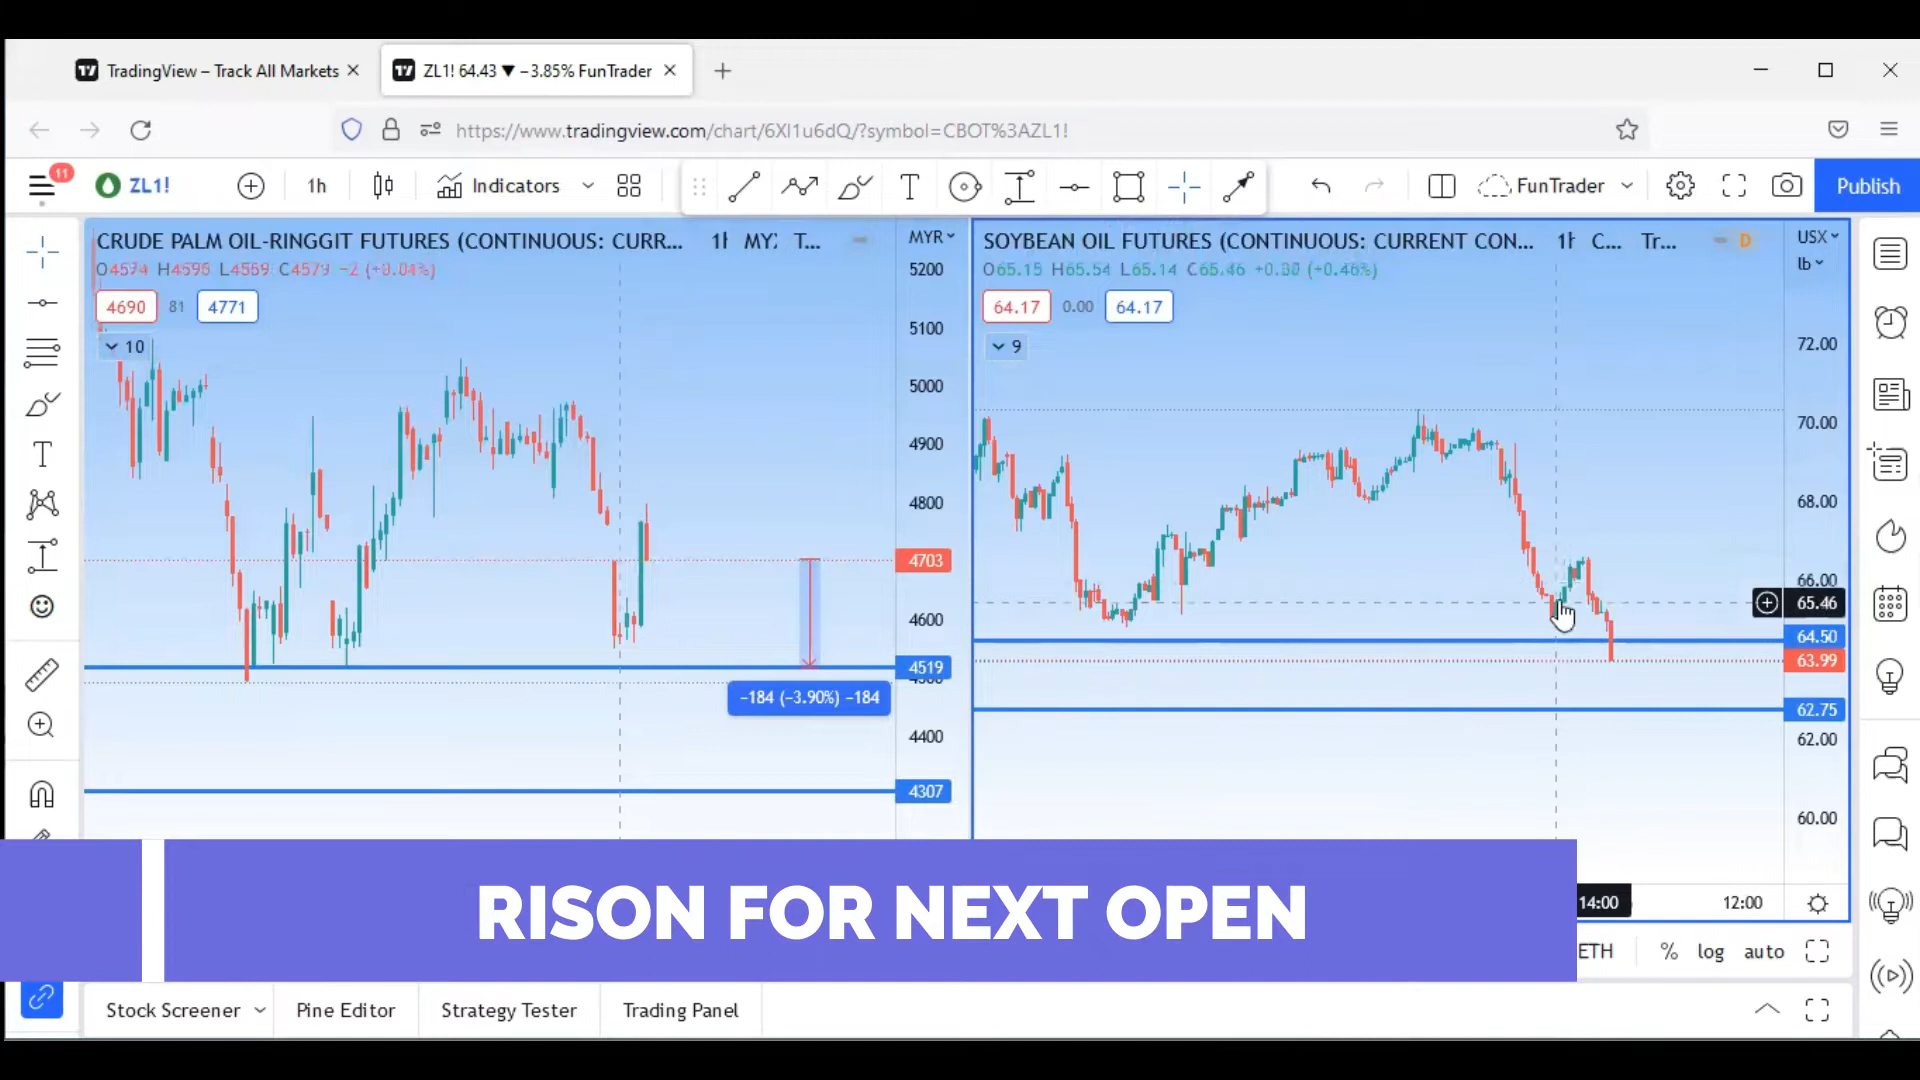 TradingView – Track All Markets
ZL1! 64.43 ▼ −3.85% FunTrader
https://www.tradingview.com/chart/6XI1u6dQ/?symbol=CBOT%3AZL1!
11
ZL1!
1h
Indicators
FunTrader
Publish
CRUDE PALM OIL-RINGGIT FUTURES (CONTINUOUS: CURR...
T...
MYR
4690
81
4771
10
5200
5100
5000
4900
4800
4703
4600
4519
4400
4307
−184 (−3.90%) −184
SOYBEAN OIL FUTURES (CONTINUOUS: CURRENT CON...
C...
Tr...
D
USX
lb
O65.15 H65.54 L65.14 C65.46 +0.30 (+0.46%)
64.17
0.00
64.17
9
72.00
70.00
68.00
66.00
65.46
64.50
63.99
62.75
62.00
60.00
14:00
12:00
RISON FOR NEXT OPEN
ETH
%
log
auto
Stock Screener
Pine Editor
Strategy Tester
Trading Panel